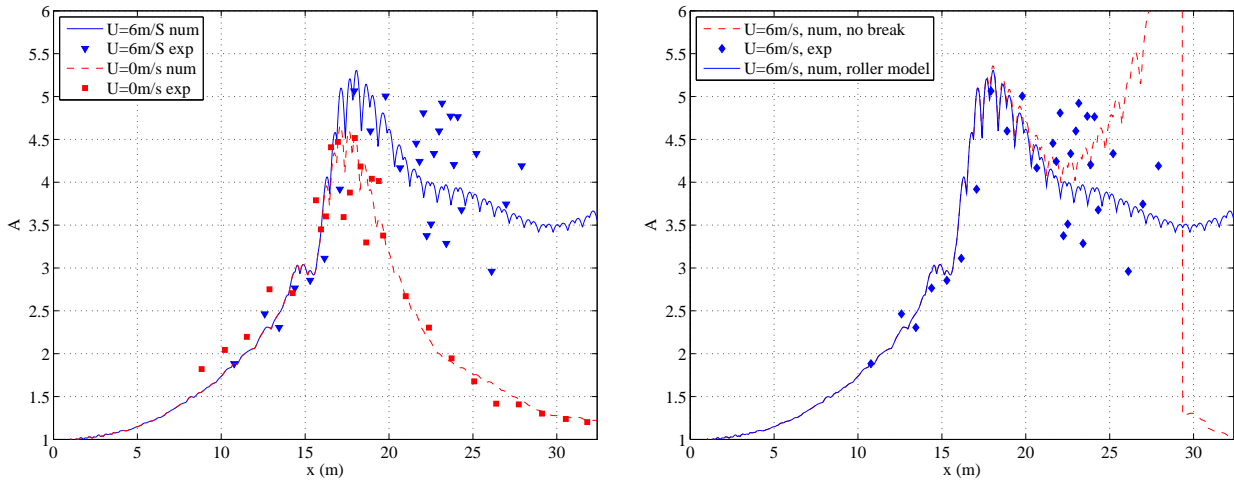 6
5.5
5
4.5
4
3.5
3
2.5
2
1.5
1
A
U=6m/S num
U=6m/S exp
U=0m/s num
U=0m/s exp
0 5 10 15 20 25 30
x (m)
6
5.5
5
4.5
4
3.5
3
2.5
2
1.5
1
A
U=6m/s, num, no break
U=6m/s, exp
U=6m/s, num, roller model
0 5 10 15 20 25 30
x (m)